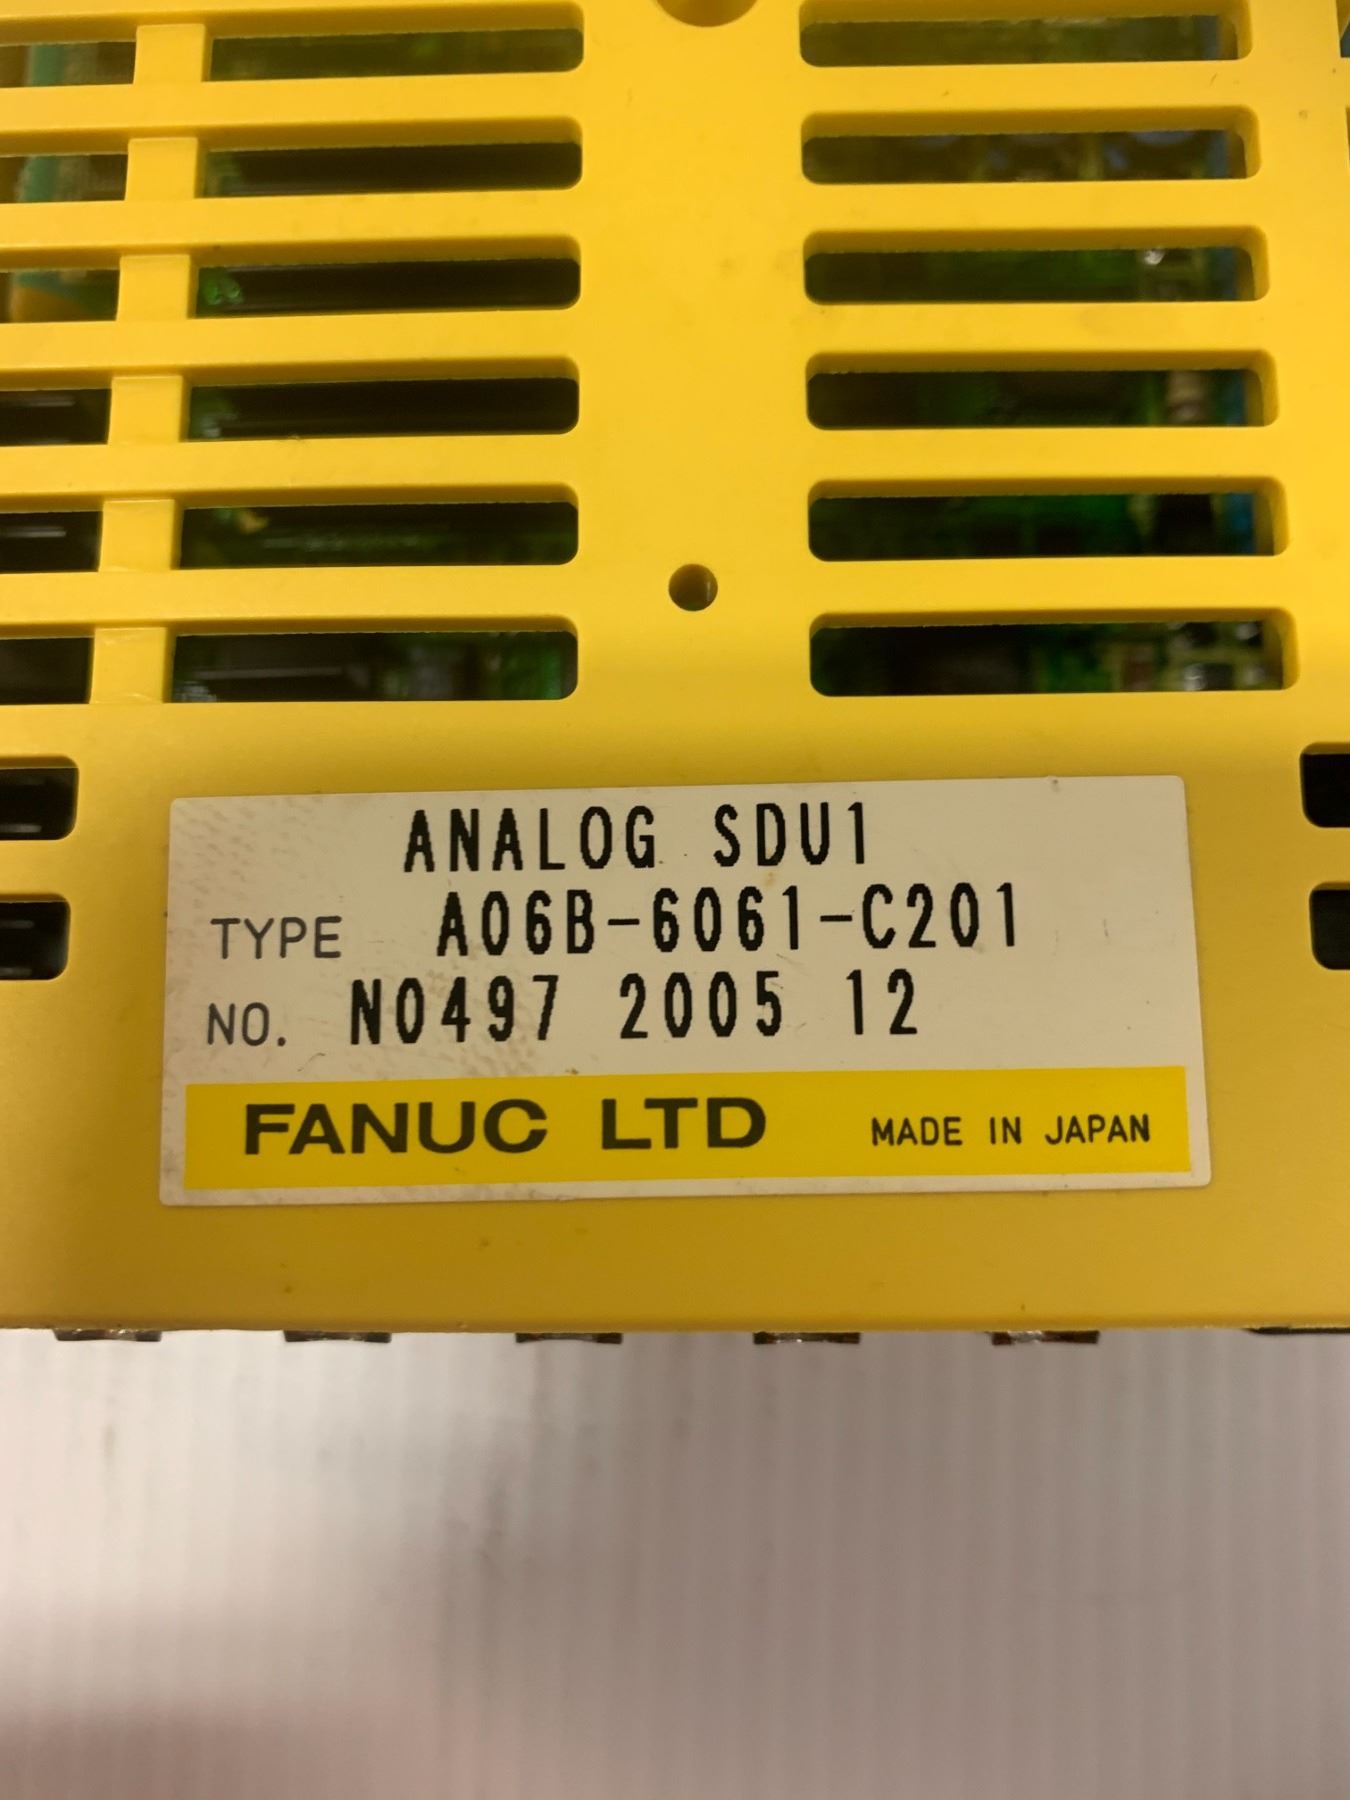 ANALOG SDU1
TYPE A06B-6061-C201
NO. N0497 2005 12
FANUC LTD MADE IN JAPAN